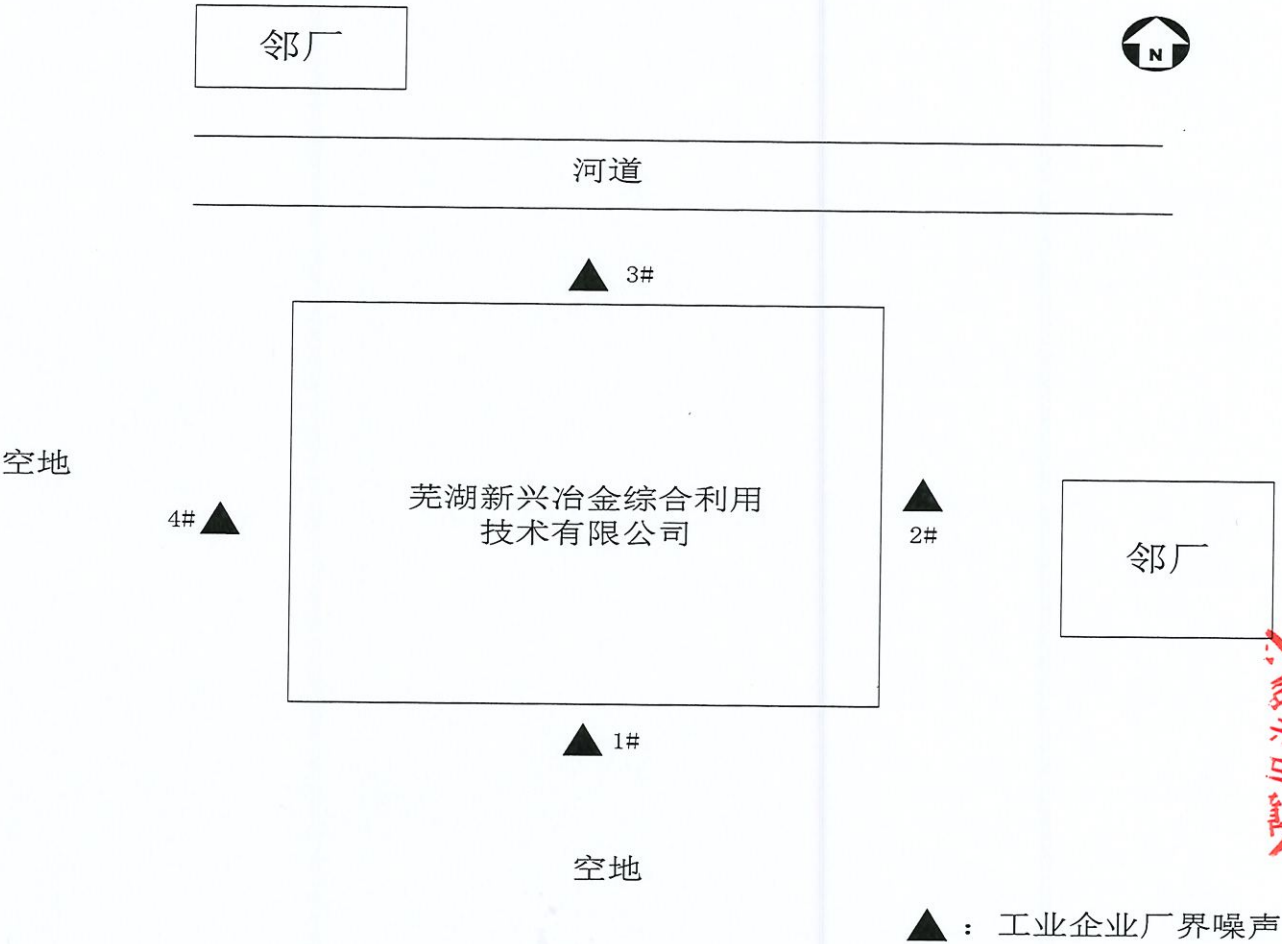 邻厂
N
河道
3#
空地
芜湖新兴冶金综合利用
技术有限公司
4#
2#
邻厂
1#
空地
▲：工业企业厂界噪声